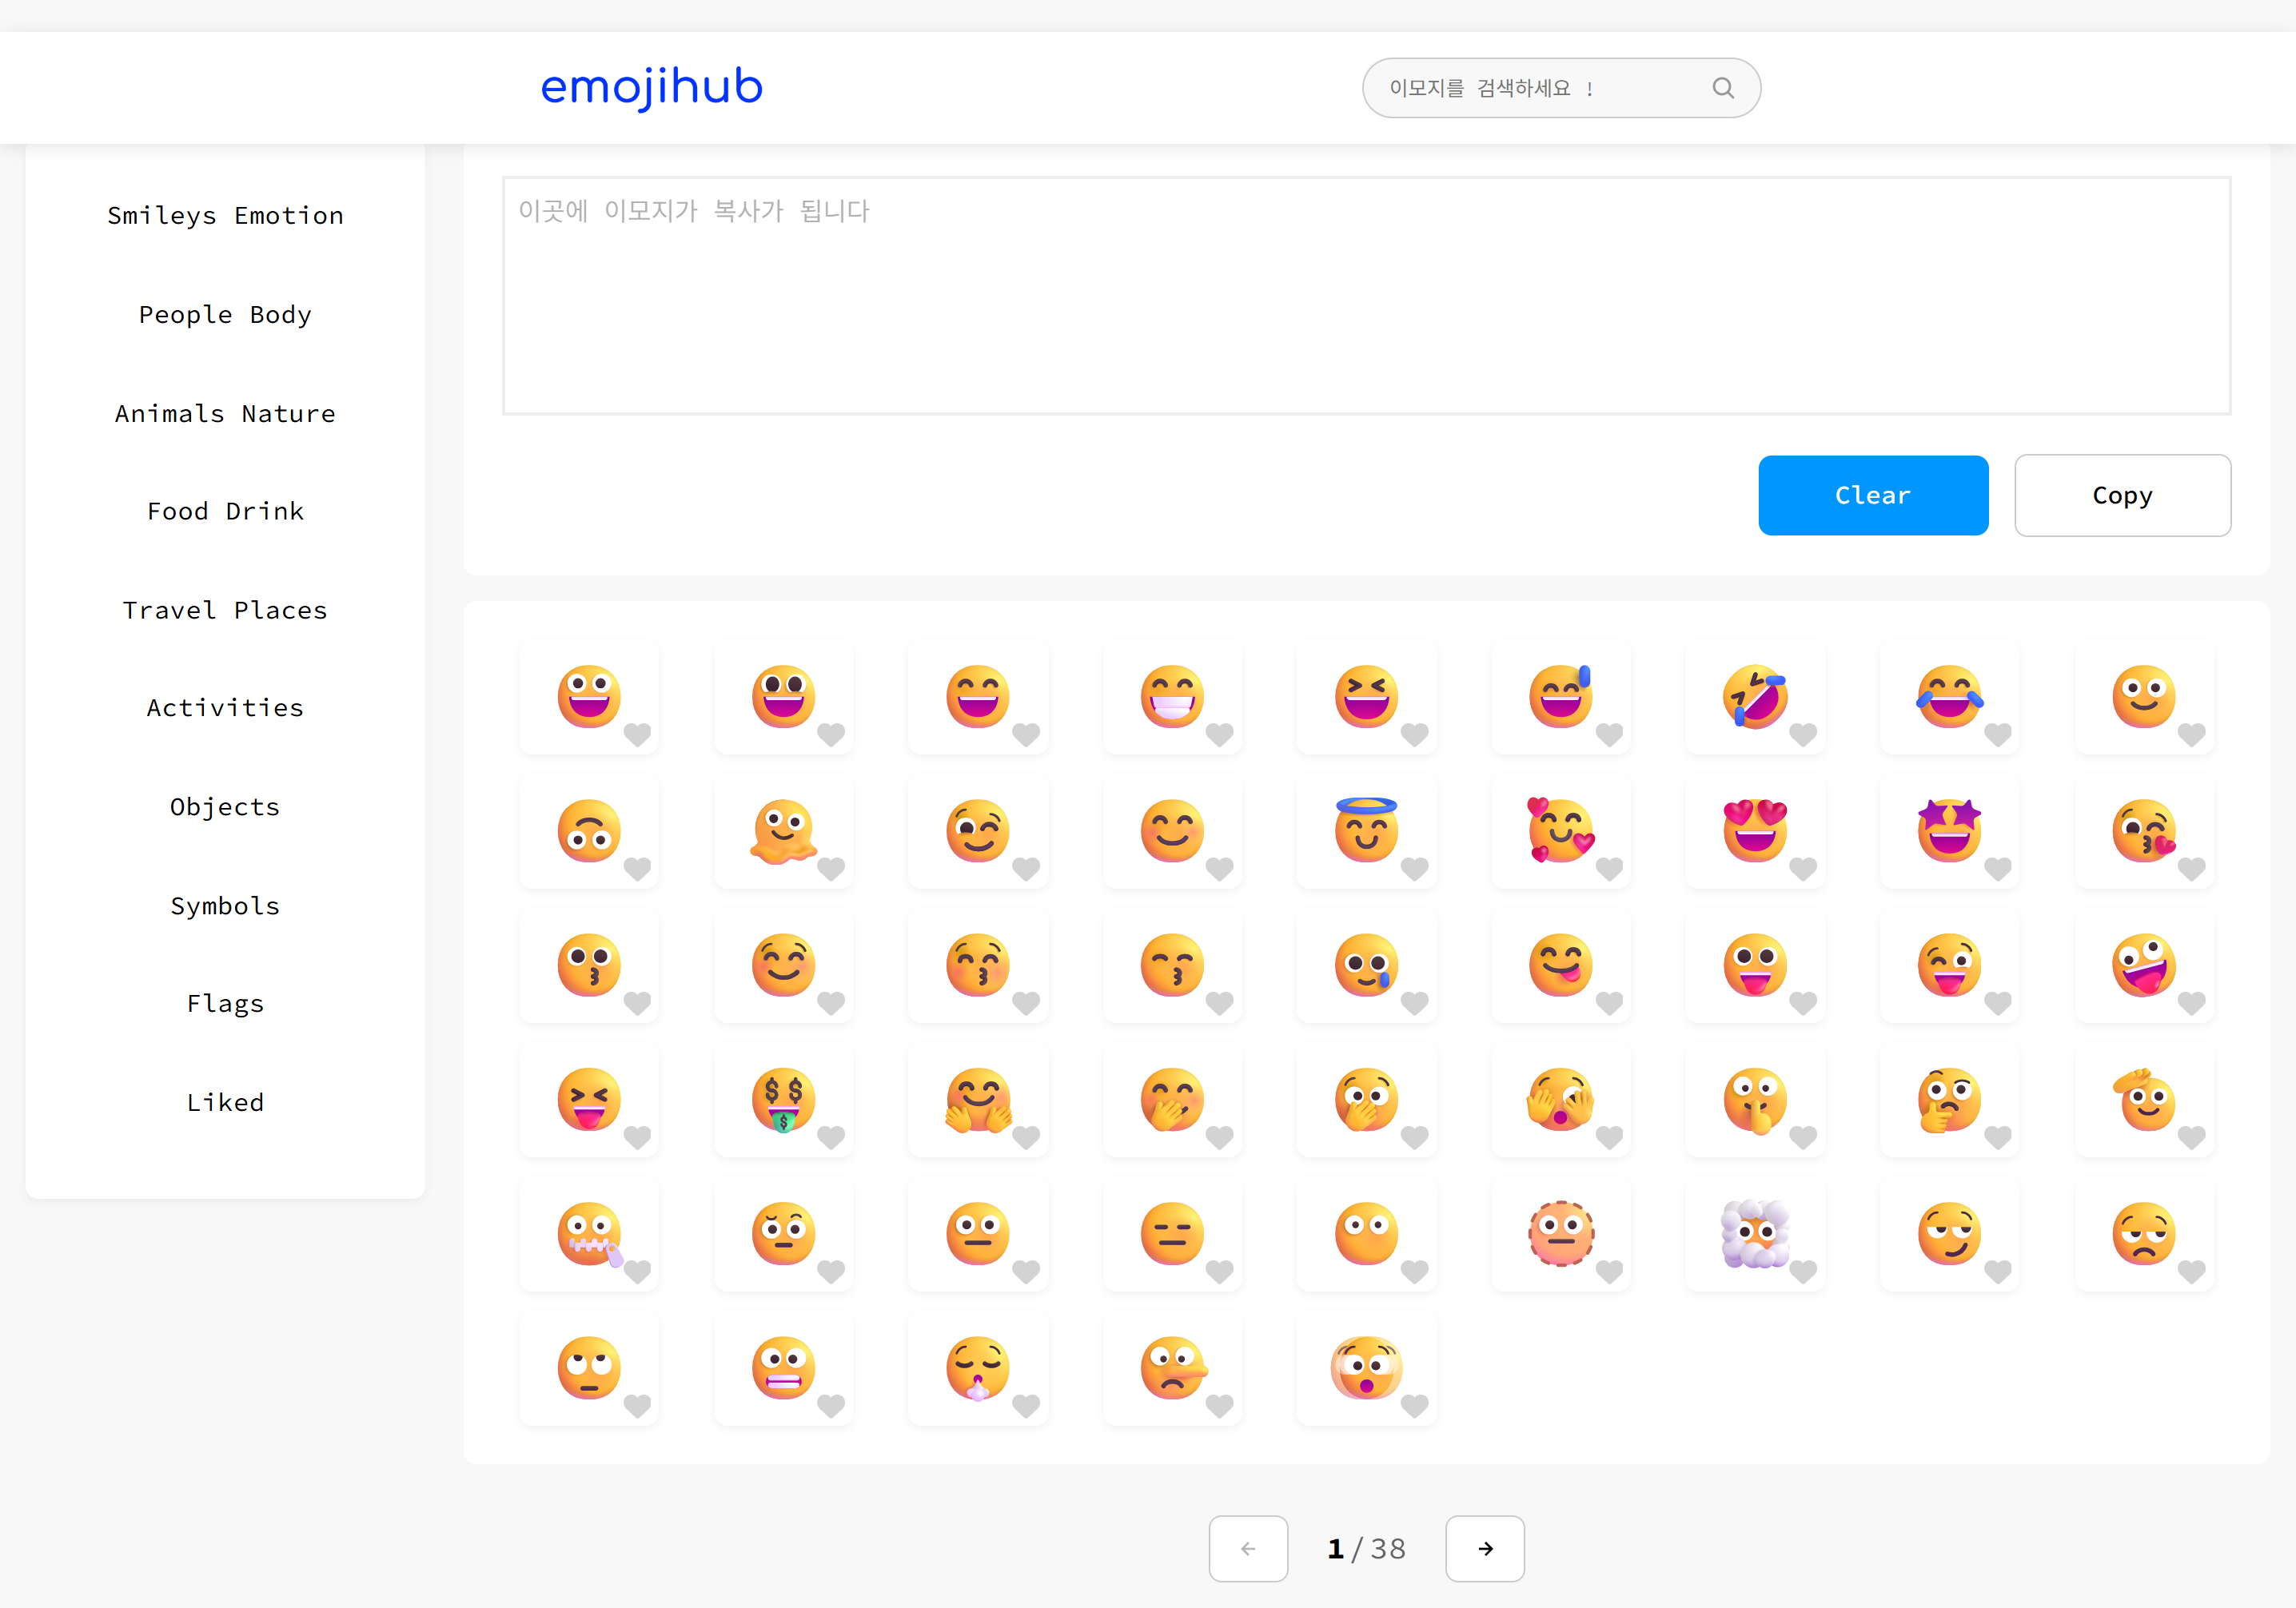 emojihub
이모지를 검색하세요 !
Smileys Emotion
People Body
Animals Nature
Food Drink
Travel Places
Activities
Objects
Symbols
Flags
Liked
이곳에 이모지가 복사가 됩니다
Clear
Copy
1/38